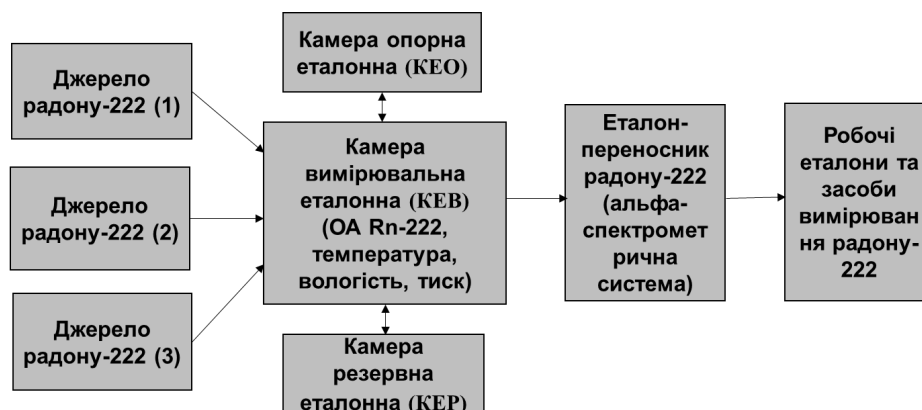 Джерело
радону-222 (1)
Джерело
радону-222 (2)
Джерело
радону-222 (3)
Камера опорна
еталонна (КЕО)
Камера
вимірювальна
еталонна (КЕВ)
(ОА Rn-222,
температура,
вологість, тиск)
Камера
резервна
еталонна (КЕР)
Еталон-
переносник
радону-222
(альфа-
спектромет
рична
система)
Робочі
еталони та
засоби
вимірюван
ня радону-
222